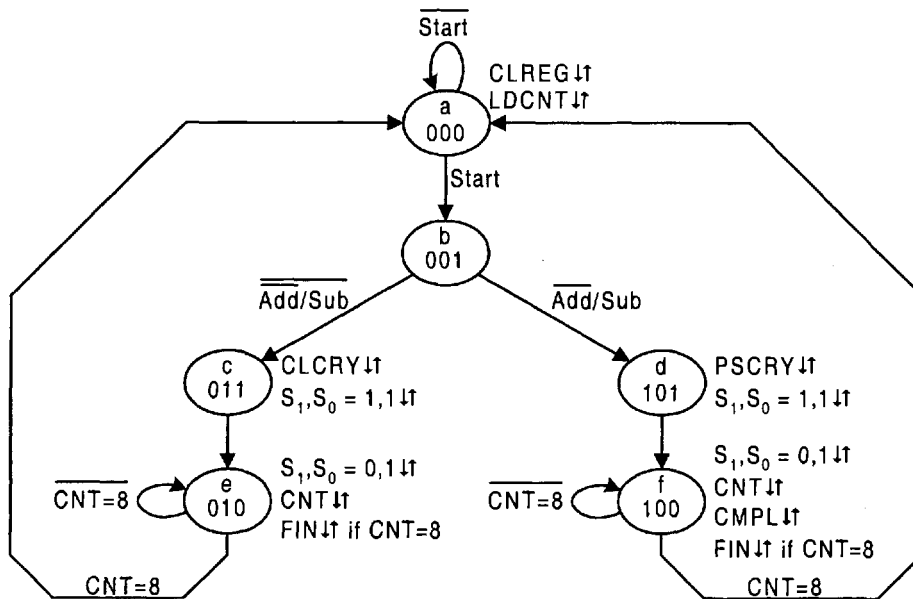 Start
CLREG↓↑
LDCNT↓↑
a
000
Start
b
001
Add/Sub
Add/Sub
c
011
CLCRY↓↑
S₁,S₀ = 1,1↓↑
d
101
PSCRY↓↑
S₁,S₀ = 1,1↓↑
CNT=8
e
010
S₁,S₀ = 0,1↓↑
CNT↓↑
FIN↓↑ if CNT=8
CNT=8
f
100
S₁,S₀ = 0,1↓↑
CNT↓↑
CMPL↓↑
FIN↓↑ if CNT=8
CNT=8
CNT=8